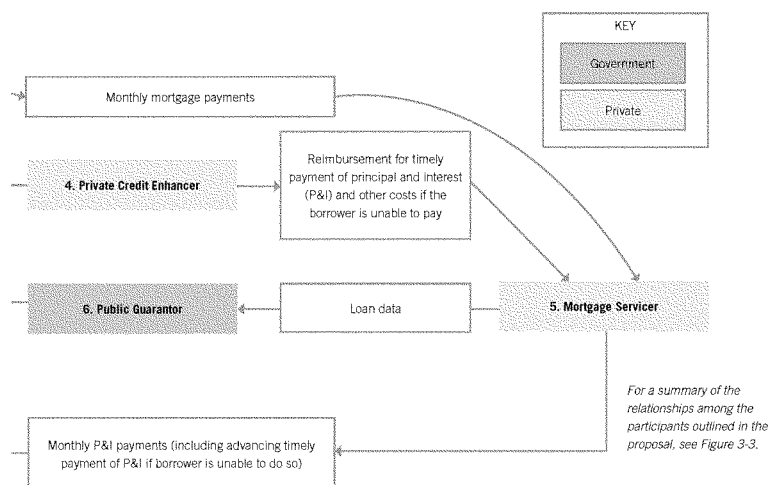 KEY
Government
Private
Monthly mortgage payments
4. Private Credit Enhancer
Reimbursement for timely
payment of principal and interest
(P&I) and other costs if the
borrower is unable to pay
6. Public Guarantor
Loan data
5. Mortgage Servicer
Monthly P&I payments (including advancing timely
payment of P&I if borrower is unable to do so)
For a summary of the
relationships among the
participants outlined in the
proposal, see Figure 3-3.